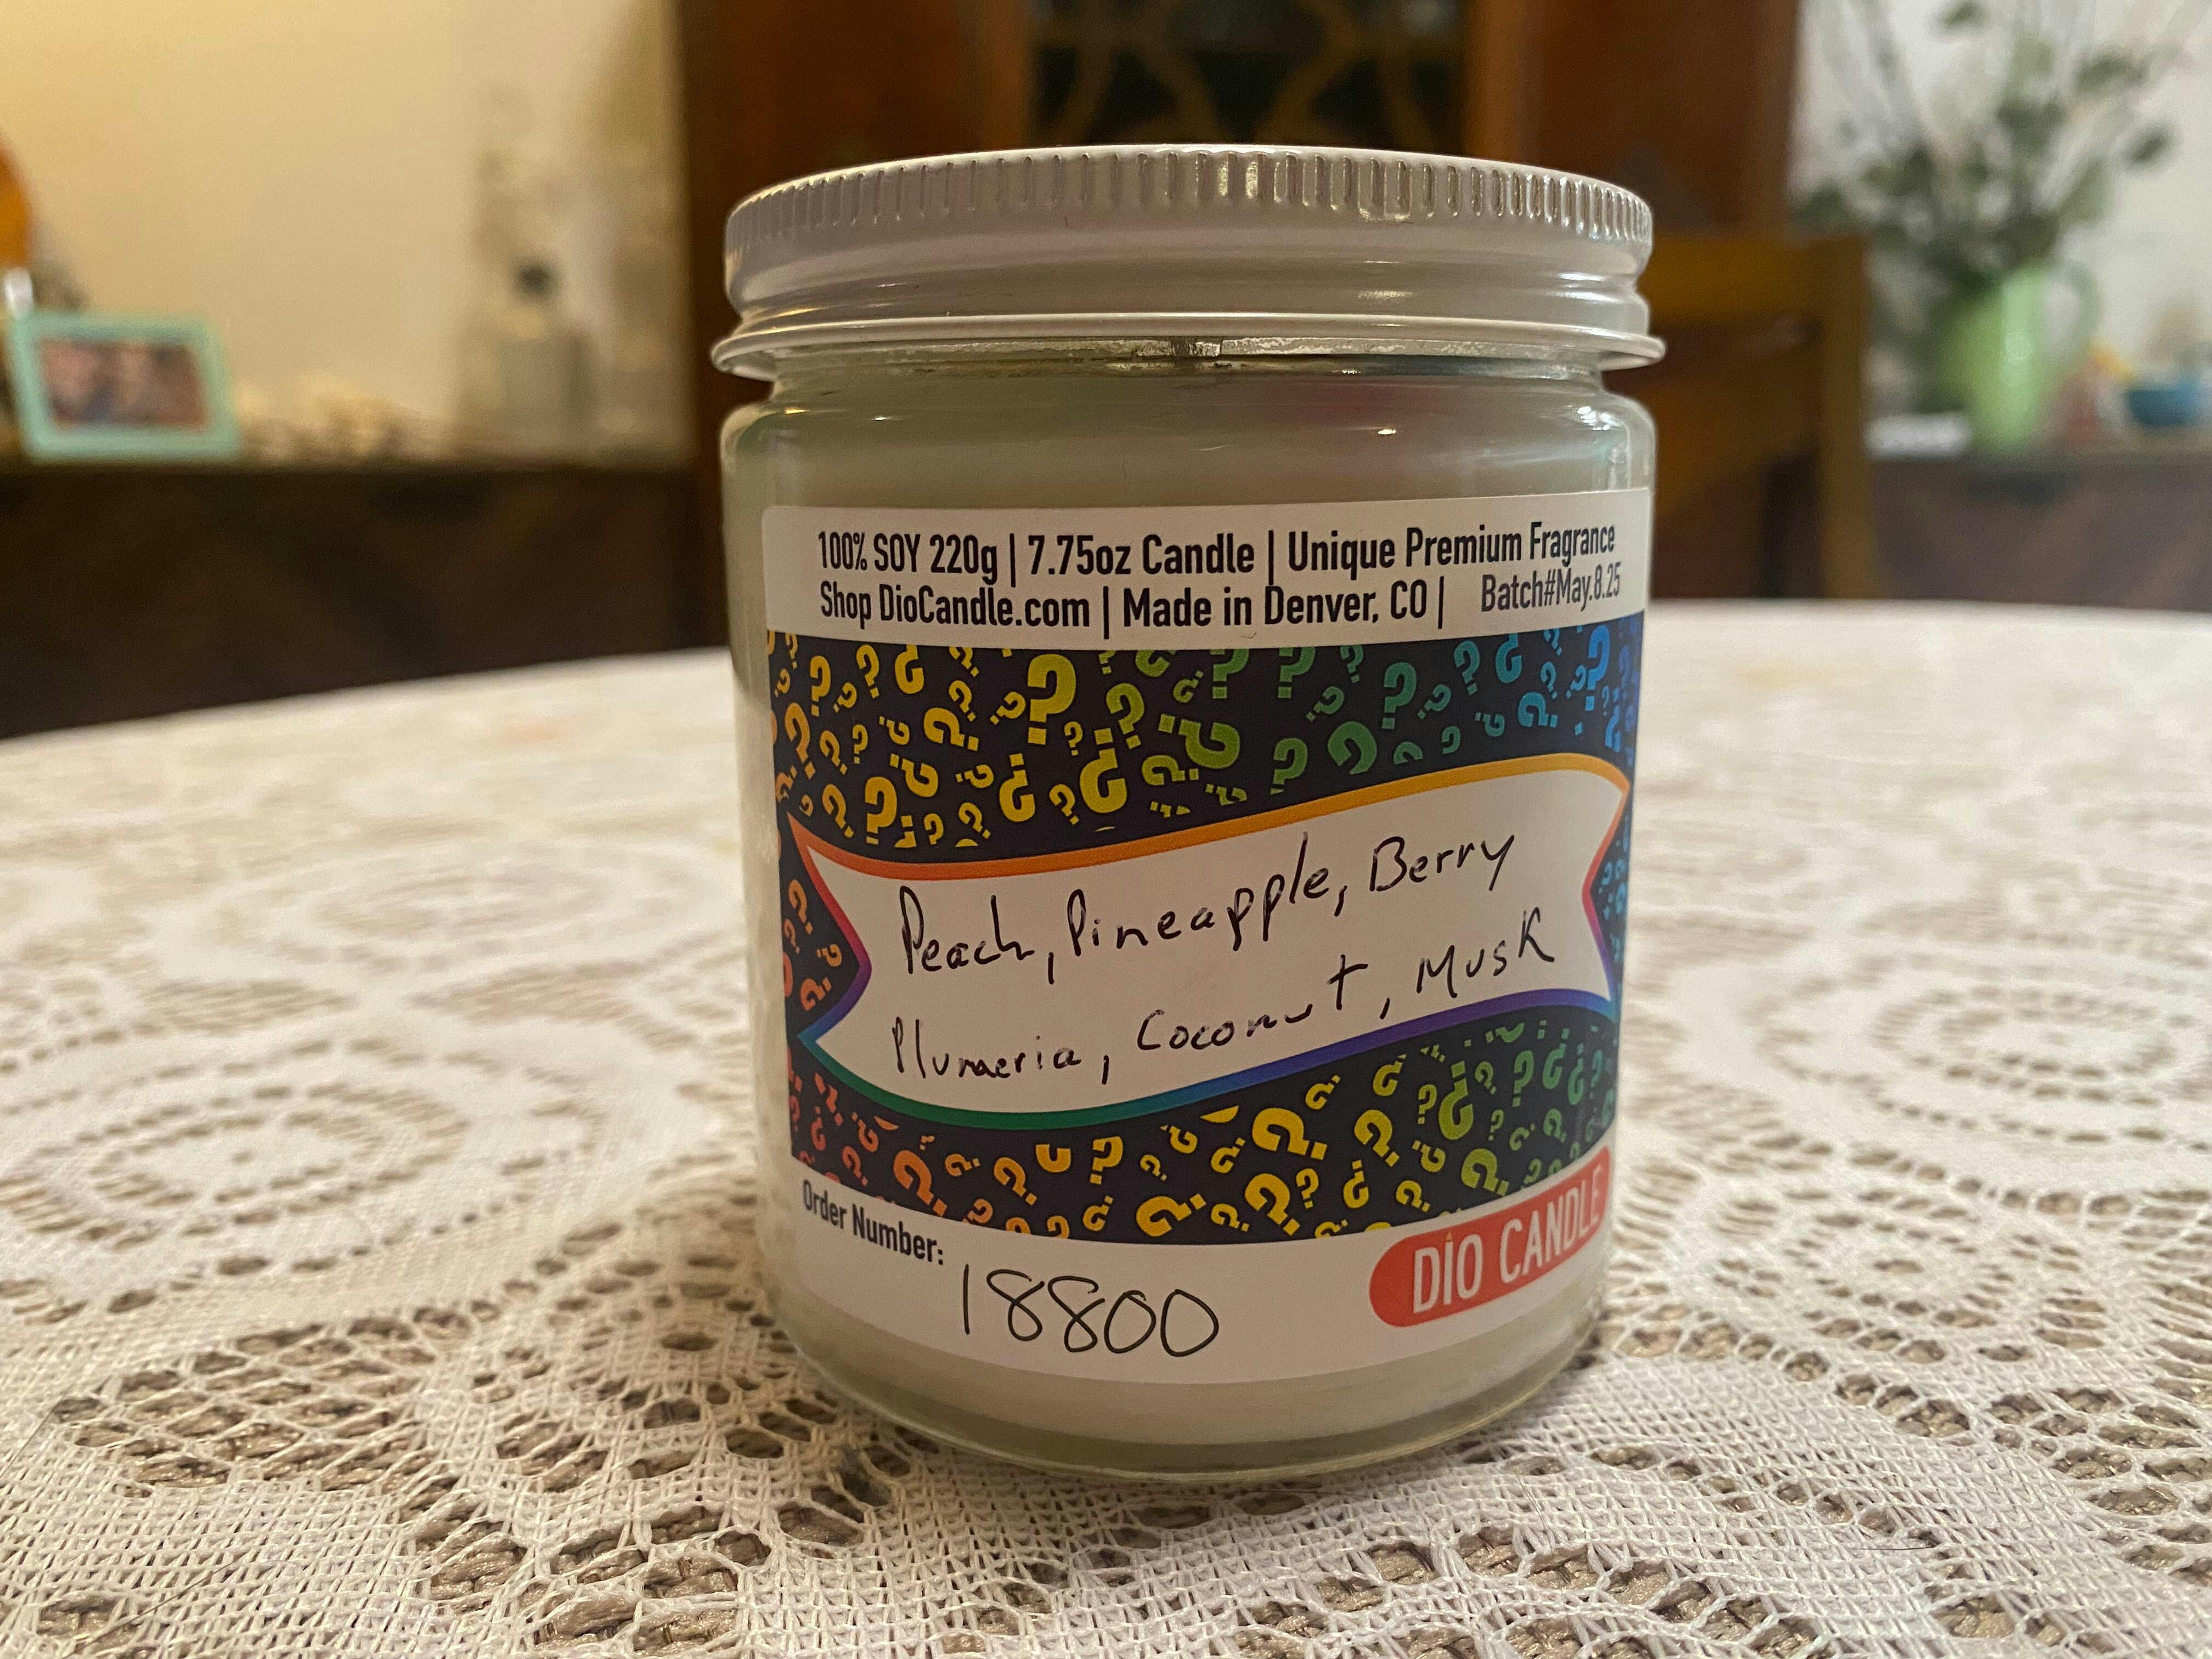 100% SOY 220g | 7.75oz Candle | Unique Premium Fragrance
Shop DioCandle.com | Made in Denver, CO | Batch#May.8.25
Peach, Pineapple, Berry
Plumeria, Coconut, Musk
Order Number: 18800
DIO CANDLE